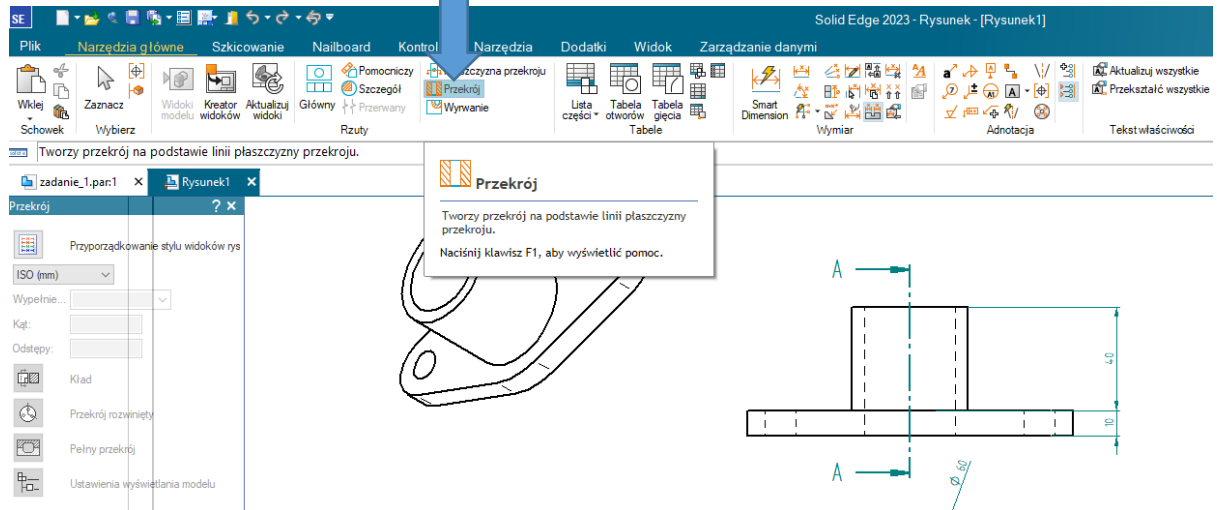 SE Solid Edge 2023 - Rysunek - [Rysunek1]
Plik Narzędzia główne Szkicowanie Nailboard Kontrol Narzędzia Dodatki Widok Zarządzanie danymi
Wklej
Schowek
Zaznacz
Wybierz
Widoki modelu
Kreator widoków
Aktualizuj widoki
Główny
Pomocniczy
Szczegół
Przerwany
Rzuty
szczyzna przekroju
Przekrój
Wyrwanie
Lista części
Tabela otworów
Tabela gięcia
Tabele
Smart Dimension
Wymiar
Adnotacja
Aktualizuj wszystkie
Przekształć wszystkie
Tekst właściwości
Tworzy przekrój na podstawie linii płaszczyzny przekroju.
zadanie_1.par:1 X Rysunek1 X
Przekrój ? ×
Przyporządkowanie stylu widoków rys
ISO (mm)
Wypełnie...
Kąt:
Odstępy:
Kład
Przekrój rozwinięty
Pełny przekrój
Ustawienia wyświetlania modelu
Przekrój
Tworzy przekrój na podstawie linii płaszczyzny
przekroju.
Naciśnij klawisz F1, aby wyświetlić pomoc.
A
40
10
A
Ø 60